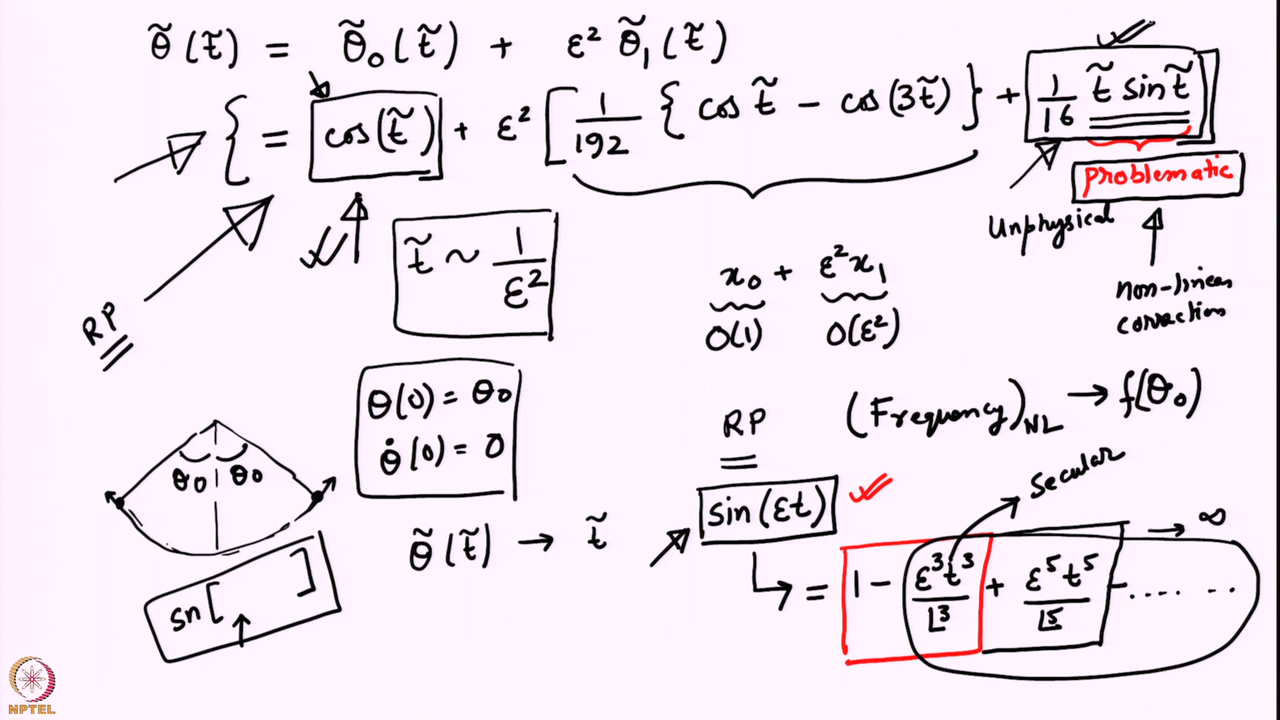 θ̃(t̃) = θ̃₀(t̃) + ε² θ̃₁(t̃)
{ = cos(t̃) + ε² [ 1/192 { cos t̃ - cos(3t̃) } + 1/16 t̃ sin t̃
Problematic
Unphysical
non-linear
correction
RP
t̃ ~ 1/ε²
x₀ + ε²x₁
O(1) O(ε²)
θ(0) = θ₀
θ̇(0) = 0
(Frequency)NL → f(θ₀)
RP
secular
θ₀ θ₀
sin(εt)
θ̃(t̃) → t̃
→ ∞
= 1 - ε³t³/⌊3 + ε⁵t⁵/⌊5 - ..... ..
sn[ ]
NPTEL